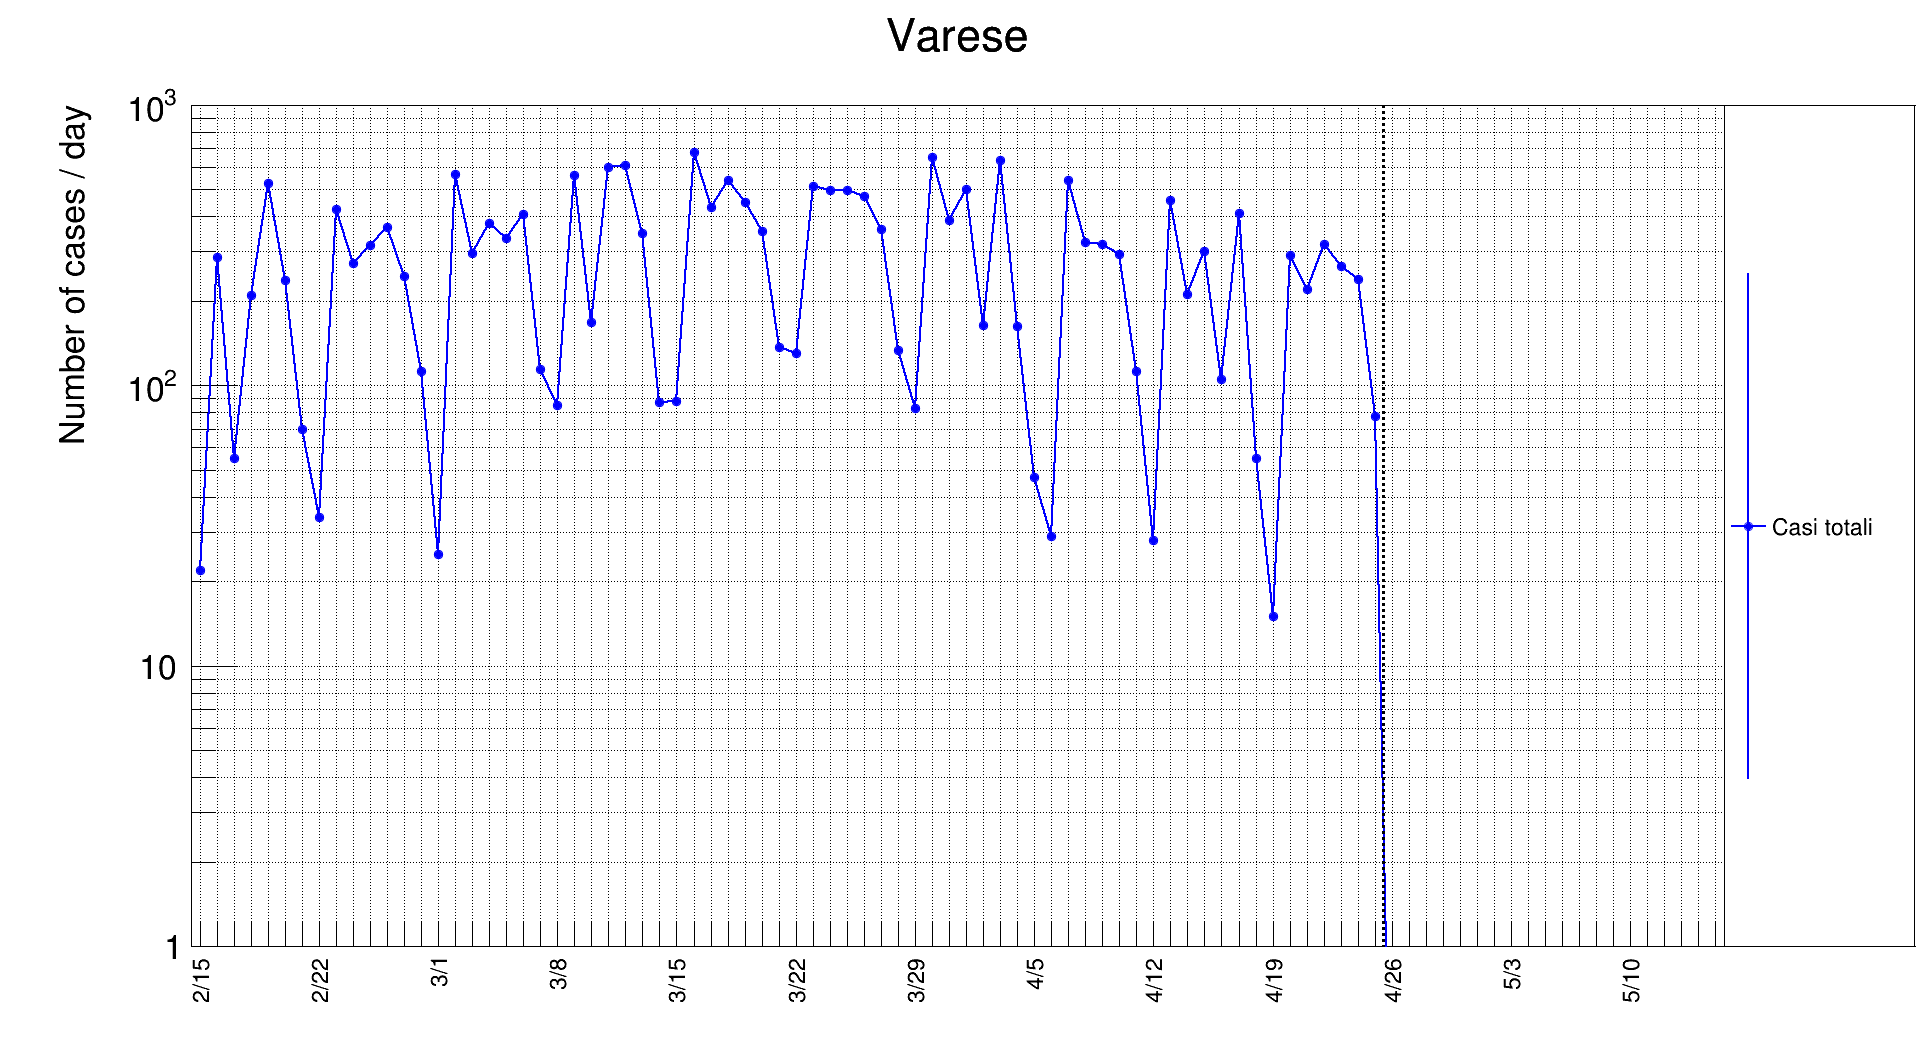 Varese
Number of cases / day
10³
10²
10
1
2/15 2/22 3/1 3/8 3/15 3/22 3/29 4/5 4/12 4/19 4/26 5/3 5/10
Casi totali